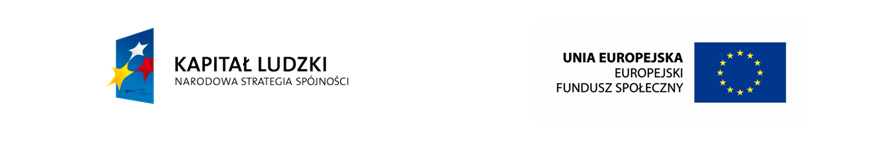 KAPITAŁ LUDZKI
NARODOWA STRATEGIA SPÓJNOŚCI
UNIA EUROPEJSKA
EUROPEJSKI
FUNDUSZ SPOŁECZNY